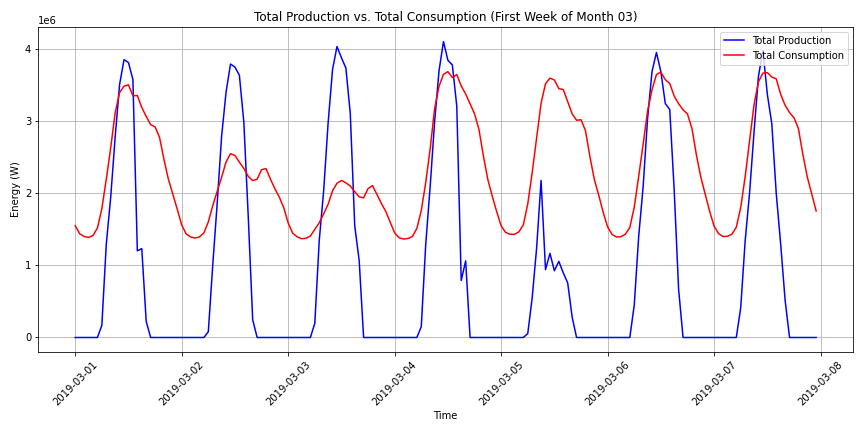 Total Production vs. Total Consumption (First Week of Month 03)
1e6
Total Production
Total Consumption
4
3
2
1
0
Energy (W)
2019-03-01
2019-03-02
2019-03-03
2019-03-04
2019-03-05
2019-03-06
2019-03-07
2019-03-08
Time